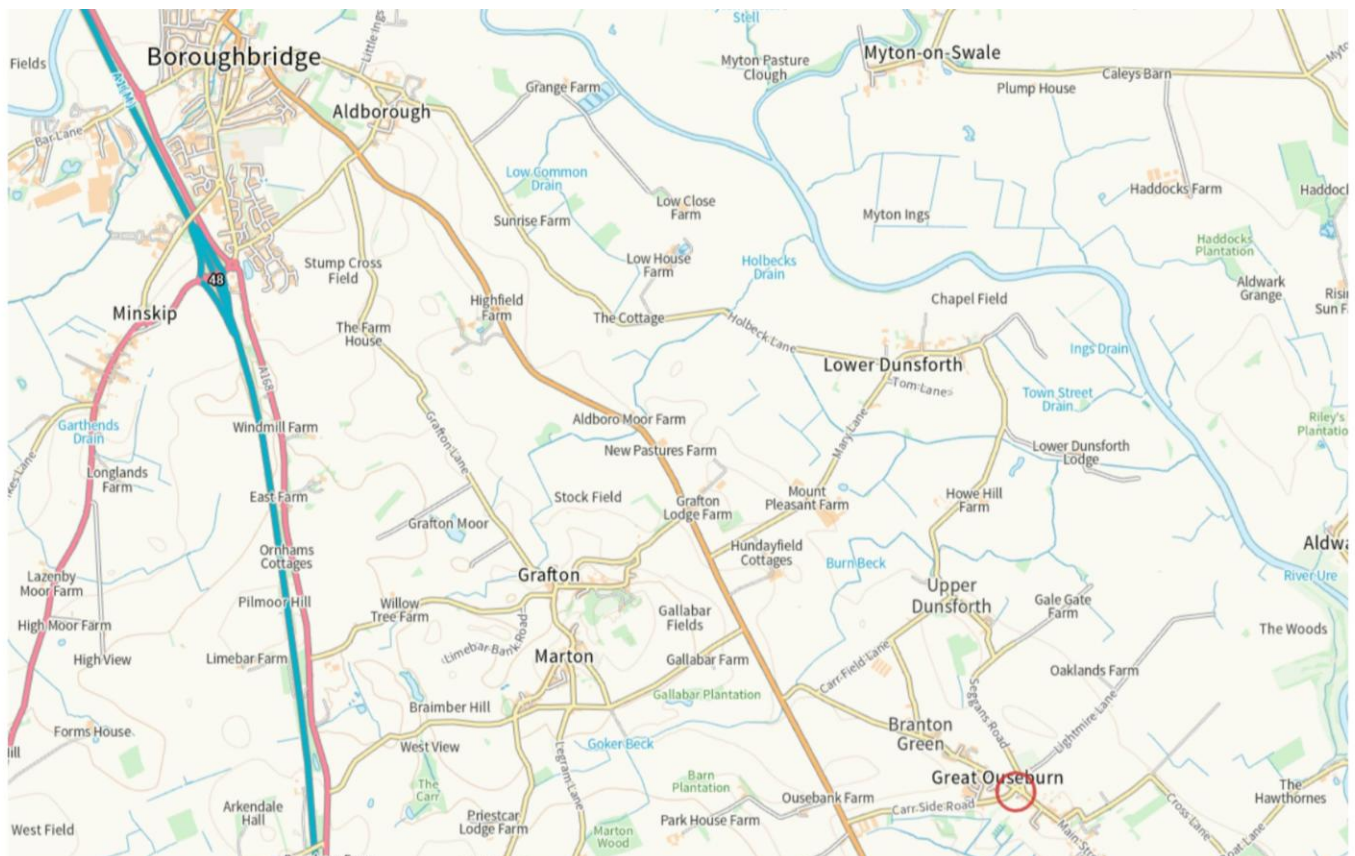 Stell
Fields
Boroughbridge
Little Ings
Myton Pasture
Clough
Myton-on-Swale
Caleys Barn
Plump House
A1(M)
Grange Farm
Aldborough
Bar Lane
Low Common
Drain
Low Close
Farm
Haddocks Farm
Sunrise Farm
Myton Ings
Haddocks
Plantation
Stump Cross
Field
Low House
Farm
Holbecks
Drain
48
Aldwark
Grange
Minskip
Highfield
Farm
The Cottage
Chapel Field
The Farm
House
Holbeck Lane
Lower Dunsforth
Ings Drain
A168
Tom Lane
Town Street
Drain
Garthends
Drain
Windmill Farm
Grafton Lane
Aldboro Moor Farm
Mary Lane
Riley's
New Pastures Farm
Lower Dunsforth
Lodge
Longlands
Farm
East Farm
Stock Field
Grafton
Lodge Farm
Mount
Pleasant Farm
Howe Hill
Farm
Grafton Moor
Ornhams
Cottages
Hundayfield
Cottages
Burn Beck
River Ure
Lazenby
Moor Farm
Grafton
Upper
Dunsforth
Pilmoor Hill
Willow
Tree Farm
Gallabar
Fields
Gale Gate
Farm
High Moor Farm
The Woods
High View
Limebar Farm
Limebar Bank Road
Marton
Gallabar Farm
Carr Field Lane
Oaklands Farm
Braimber Hill
Gallabar Plantation
Seggans Road
Lightmire Lane
Forms House
West View
Legram Lane
Goker Beck
Branton
Green
The
Carr
Barn
Plantation
Great Ouseburn
Arkendale
Hall
Ousebank Farm
Carr Side Road
The
Hawthornes
West Field
Priestcar
Lodge Farm
Marton
Wood
Park House Farm
Cross Lane